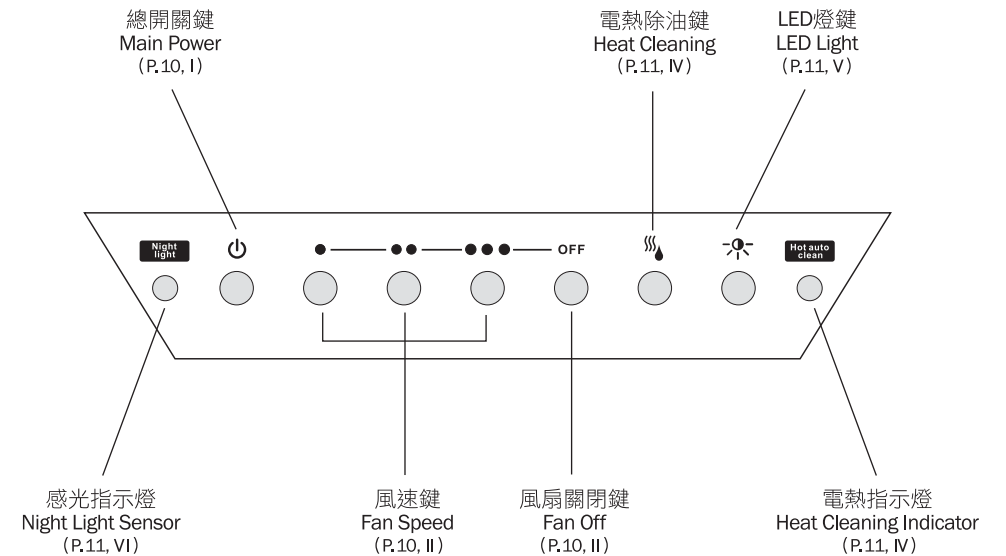 總開關鍵
Main Power
(P.10, I)
電熱除油鍵
Heat Cleaning
(P.11, IV)
LED燈鍵
LED Light
(P.11, V)
Night
light
OFF
Hot auto
clean
感光指示燈
Night Light Sensor
(P.11, VI)
風速鍵
Fan Speed
(P.10, II)
風扇關閉鍵
Fan Off
(P.10, II)
電熱指示燈
Heat Cleaning Indicator
(P.11, IV)